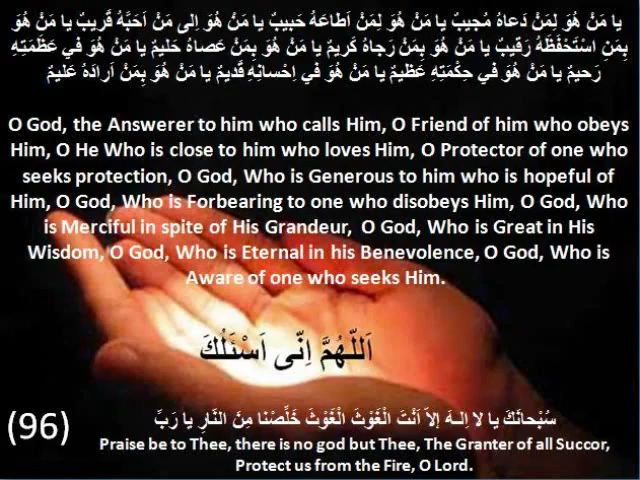 يا مَنْ هُوَ لِمَنْ دَعاهُ مُجيبٌ يا مَنْ هُوَ لِمَنْ اَطاعَهُ حَبيبٌ يا مَنْ هُوَ اِلى مَنْ اَحَبَّهُ قَريبٌ يا مَنْ هُوَ
بِمَنِ اسْتَحْفَظَهُ رَقيبٌ يا مَنْ هُوَ بِمَنْ رَجاهُ كَريمٌ يا مَنْ هُوَ بِمَنْ عَصاهُ حَليمٌ يا مَنْ هُوَ في عَظَمَتِهِ
رَحيمٌ يا مَنْ هُوَ في حِكْمَتِهِ عَظيمٌ يا مَنْ هُوَ في اِحْسانِهِ قَديمٌ يا مَنْ هُوَ بِمَنْ اَرادَهُ عَليمٌ
O God, the Answerer to him who calls Him, O Friend of him who obeys
Him, O He Who is close to him who loves Him, O Protector of one who
seeks protection, O God, Who is Generous to him who is hopeful of
Him, O God, Who is Forbearing to one who disobeys Him, O God, Who
is Merciful in spite of His Grandeur, O God, Who is Great in His
Wisdom, O God, Who is Eternal in his Benevolence, O God, Who is
Aware of one who seeks Him.
اَللّهُمَّ اِنّى اَسْئَلُكَ
(96)
سُبْحانَكَ يا لا اِلـهَ إلاّ اَنْتَ الْغَوْثَ الْغَوْثَ خَلِّصْنا مِنَ النّارِ يا رَبِّ
Praise be to Thee, there is no god but Thee, The Granter of all Succor,
Protect us from the Fire, O Lord.